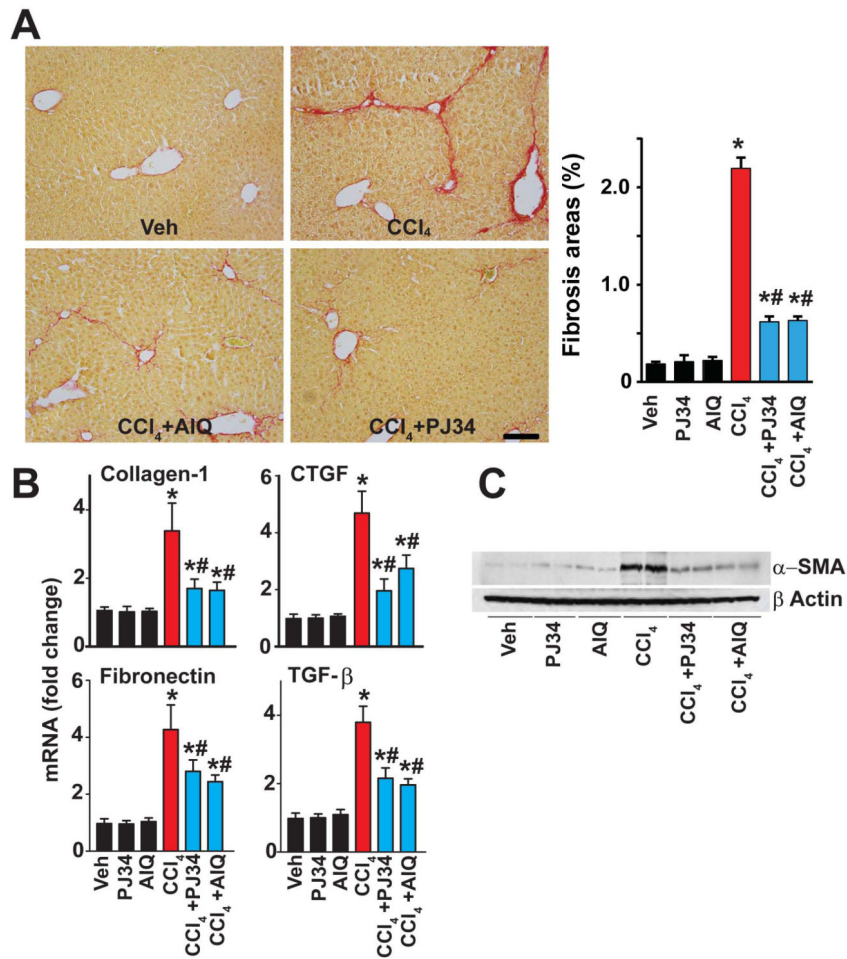 A
Veh
CCl₄
CCl₄+AIQ
CCl₄+PJ34
Fibrosis areas (%)
2.0
1.0
0
*
*#
*#
Veh
PJ34
AIQ
CCl₄
CCl₄+PJ34
CCl₄+AIQ
B
mRNA (fold change)
Collagen-1
4
2
0
*
*#
*#
CTGF
6
4
2
0
*
*#
*#
Fibronectin
6
4
2
0
*
*#
*#
Veh
PJ34
AIQ
CCl₄
CCl₄+PJ34
CCl₄+AIQ
TGF-β
4
2
0
*
*#
*#
Veh
PJ34
AIQ
CCl₄
CCl₄+PJ34
CCl₄+AIQ
C
α–SMA
β Actin
Veh
PJ34
AIQ
CCl₄
CCl₄+PJ34
CCl₄+AIQ